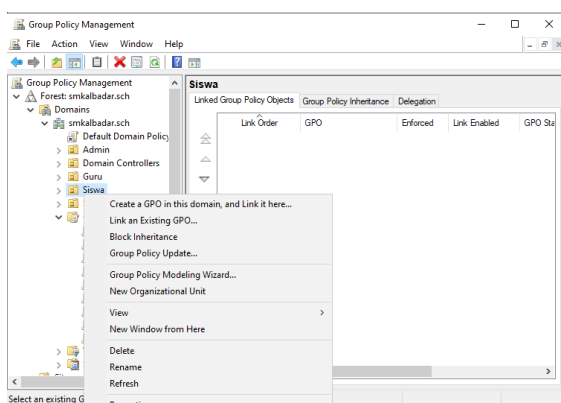 Group Policy Management
File Action View Window Help
Group Policy Management
Forest: smkalbadar.sch
Domains
smkalbadar.sch
Default Domain Policy
Admin
Domain Controllers
Guru
Siswa
Siswa
Linked Group Policy Objects Group Policy Inheritance Delegation
Link Order GPO Enforced Link Enabled GPO Sta
Create a GPO in this domain, and Link it here...
Link an Existing GPO...
Block Inheritance
Group Policy Update...
Group Policy Modeling Wizard...
New Organizational Unit
View
New Window from Here
Delete
Rename
Refresh
Select an existing G